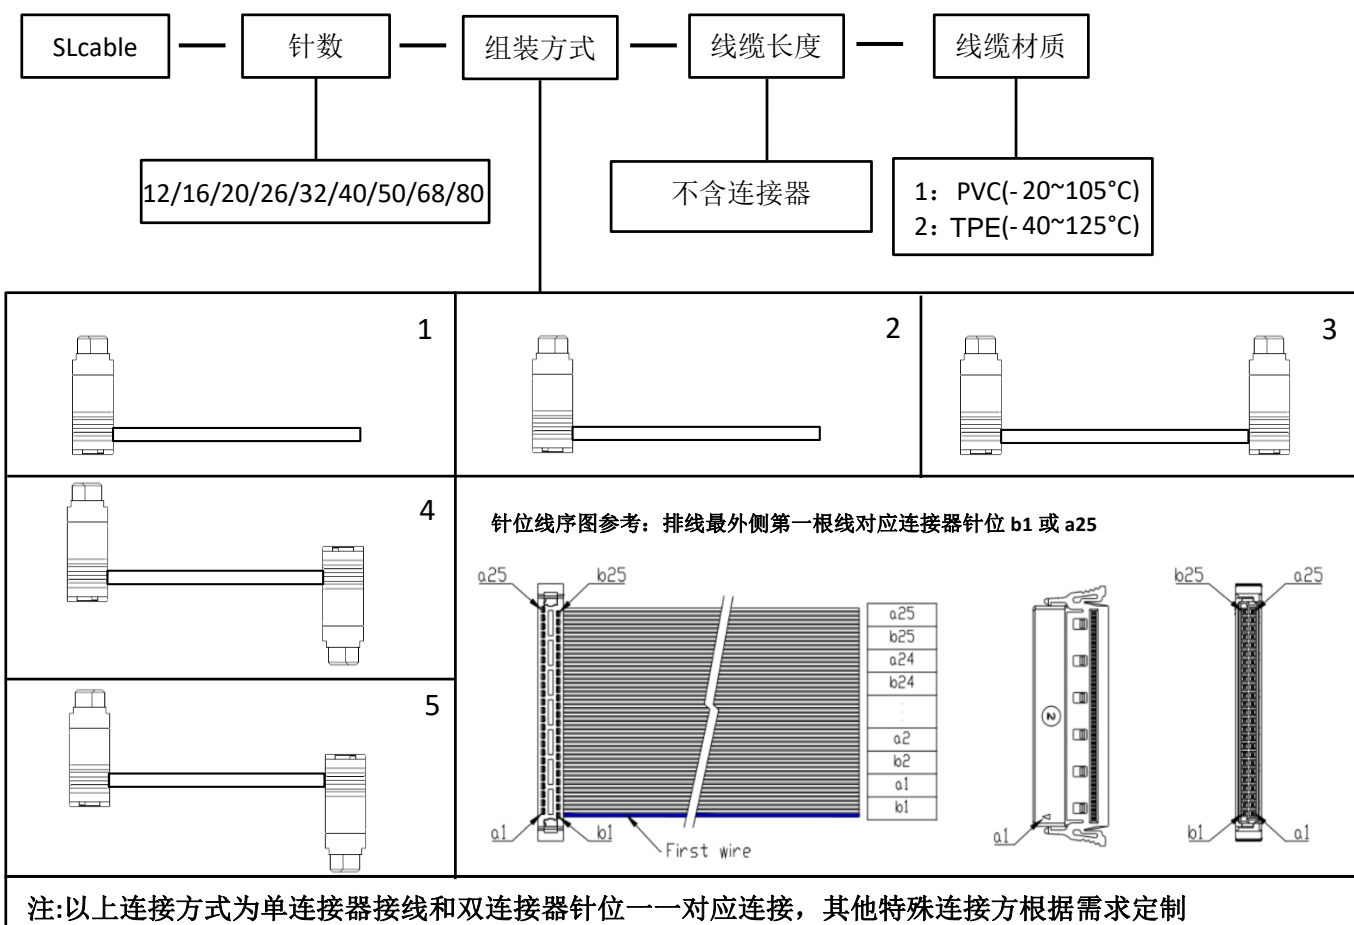 SLcable — 针数 — 组装方式 — 线缆长度 — 线缆材质
12/16/20/26/32/40/50/68/80
不含连接器
1：PVC(-20~105°C)
2：TPE(-40~125°C)
1
2
3
4
5
针位线序图参考：排线最外侧第一根线对应连接器针位 b1 或 a25
a25
b25
a1
b1
First wire
a25
b25
a24
b24
a2
b2
a1
b1
2
a1
b25
a25
b1
a1
注:以上连接方式为单连接器接线和双连接器针位一一对应连接，其他特殊连接方根据需求定制